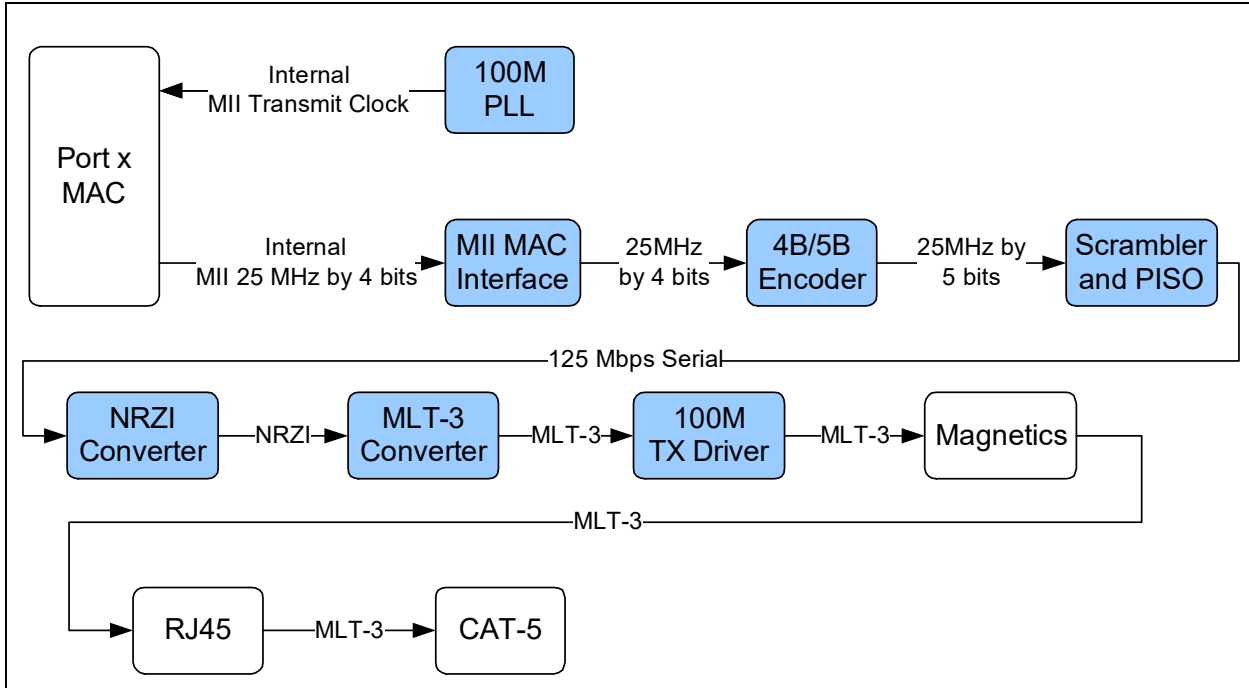 Internal
MII Transmit Clock
100M
PLL
Port x
MAC
Internal
MII 25 MHz by 4 bits
MII MAC
Interface
25MHz
by 4 bits
4B/5B
Encoder
25MHz by
5 bits
Scrambler
and PISO
125 Mbps Serial
NRZI
Converter
NRZI
MLT-3
Converter
MLT-3
100M
TX Driver
MLT-3
Magnetics
MLT-3
RJ45
MLT-3
CAT-5